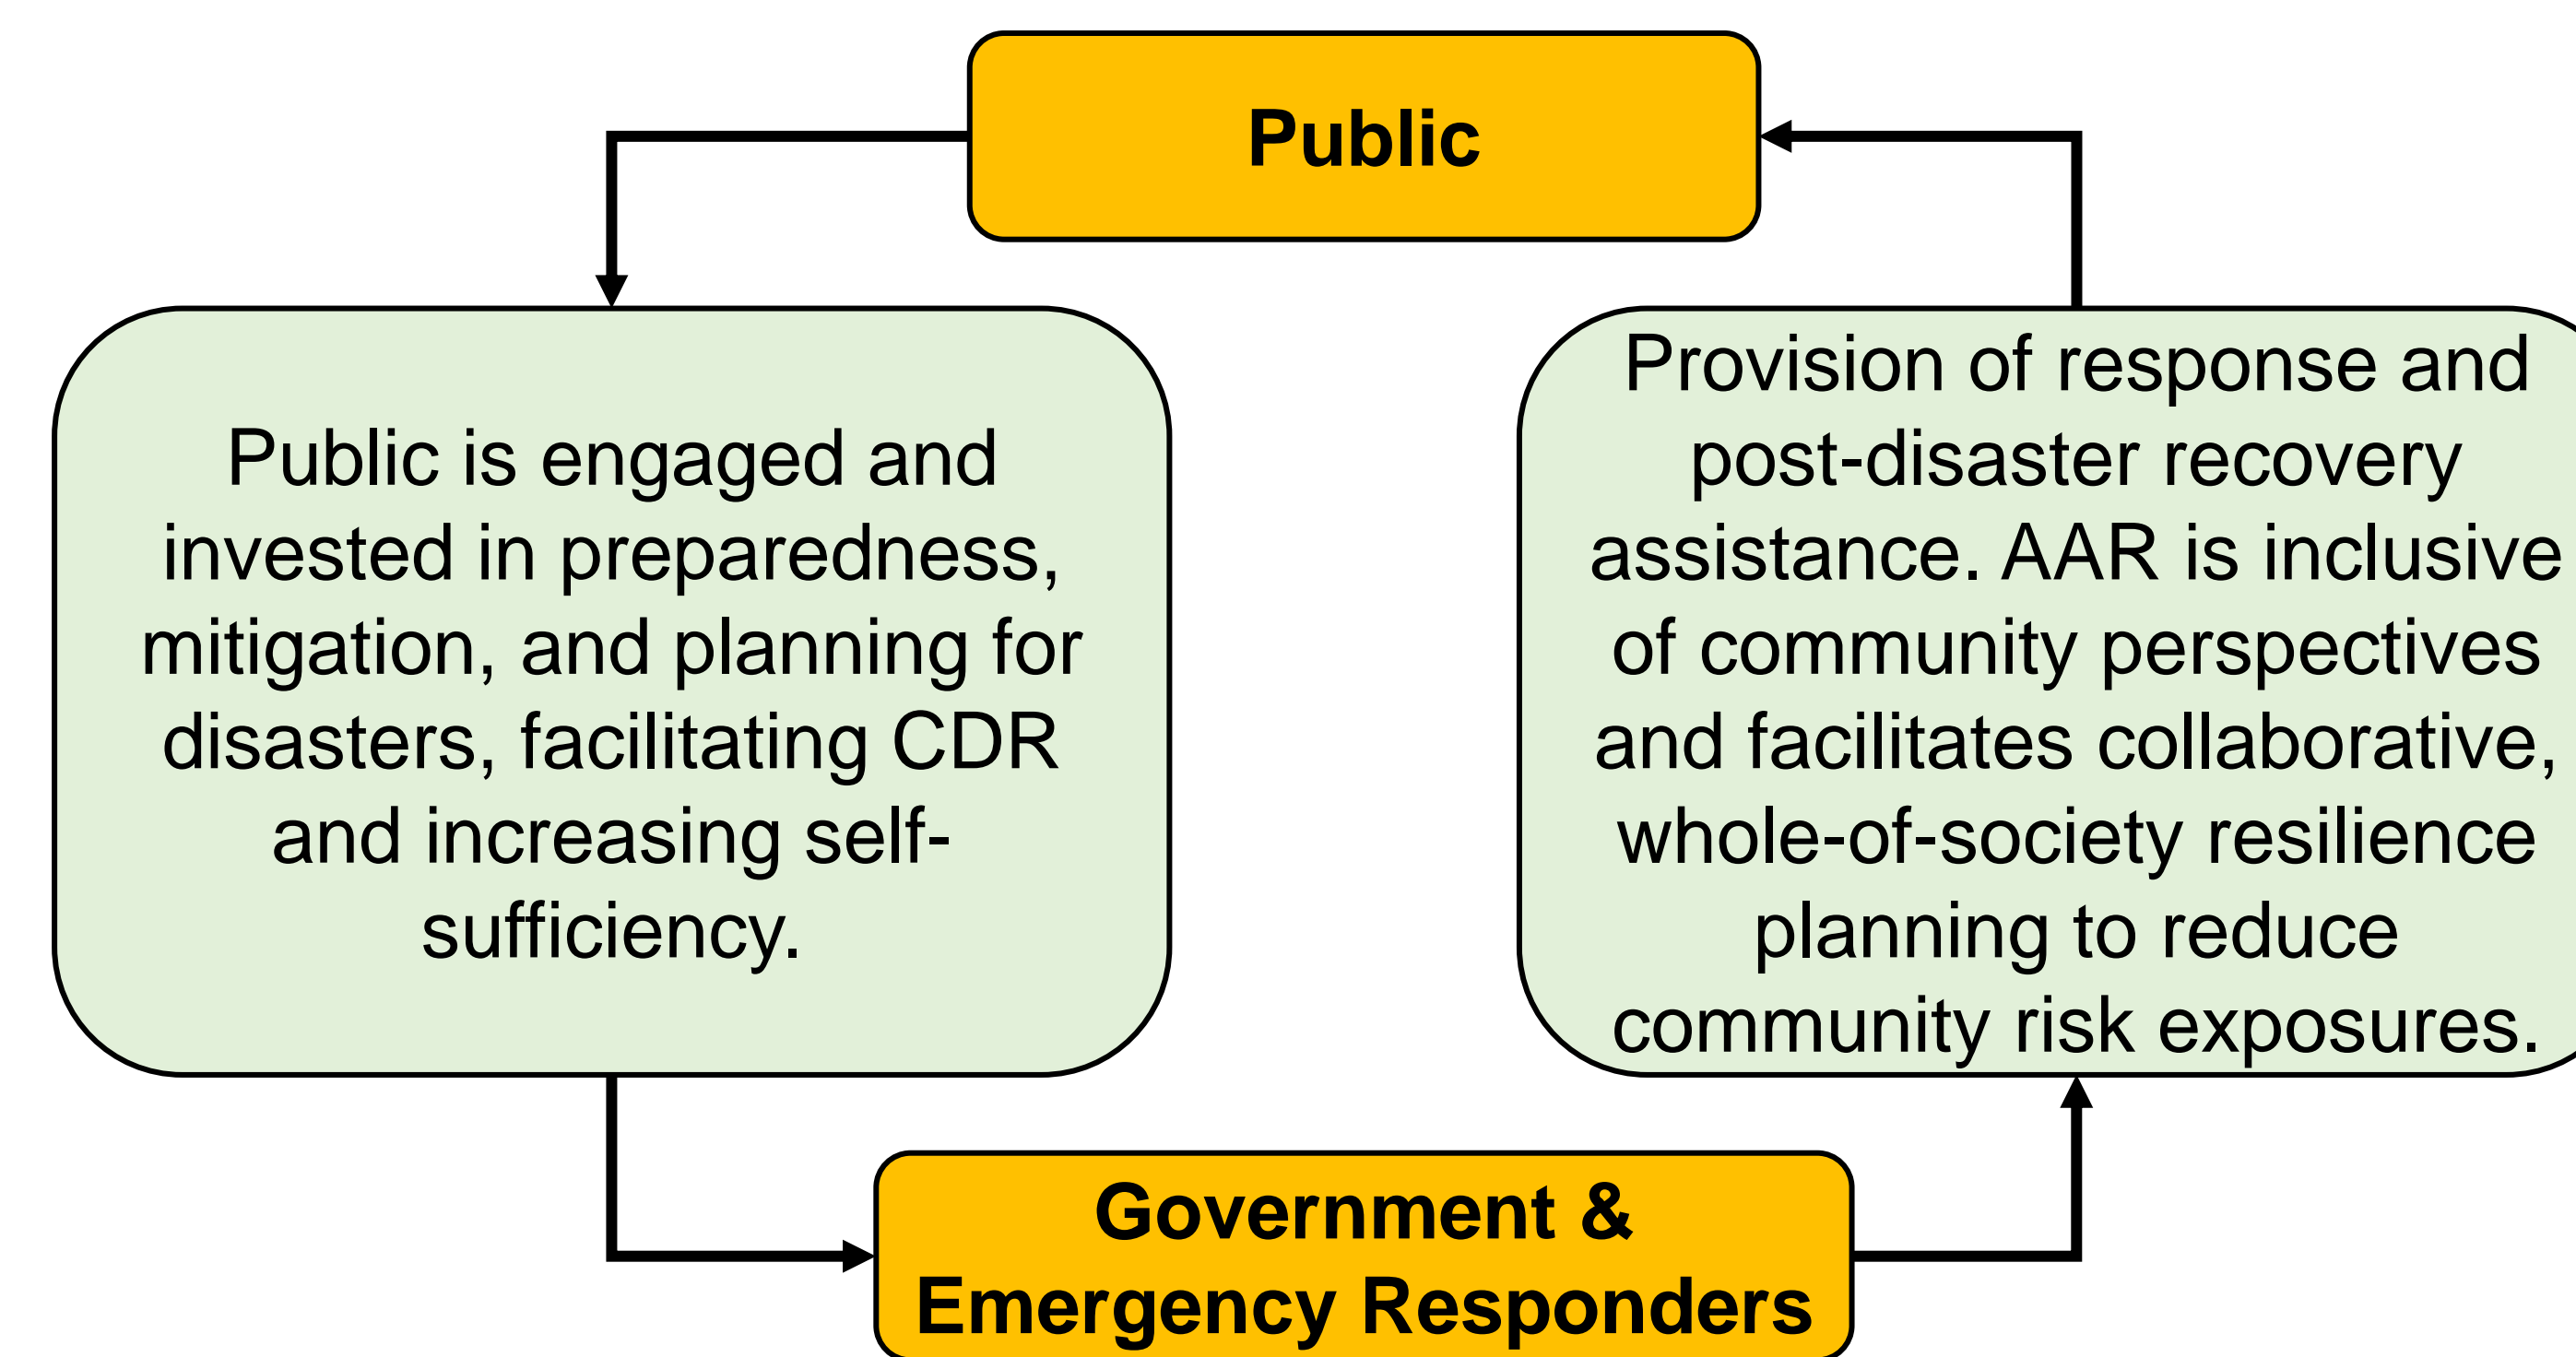 Public
Public is engaged and
invested in preparedness,
mitigation, and planning for
disasters, facilitating CDR
and increasing self-
sufficiency.
Provision of response and
post-disaster recovery
assistance. AAR is inclusive
of community perspectives
and facilitates collaborative,
whole-of-society resilience
planning to reduce
community risk exposures.
Government &
Emergency Responders